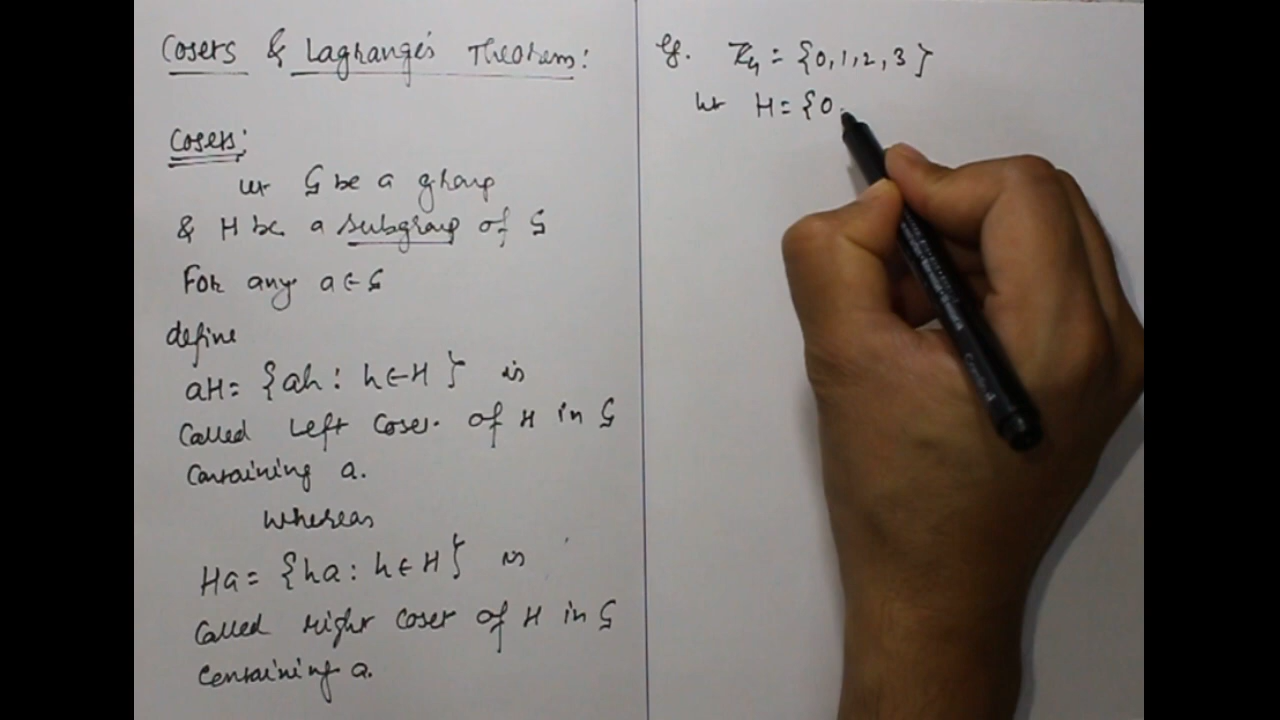 Cosets & Lagrange's Theorem:
Cosets:
Let G be a group
& H be a subgroup of G
For any a∈G
define
aH = {ah : h∈H} is
Called Left Coset of H in G
Containing a.
Whereas
Ha = {ha : h∈H} is
Called right Coset of H in G
Containing a.
Eg. Z₄ = {0,1,2,3}
let H = {0,